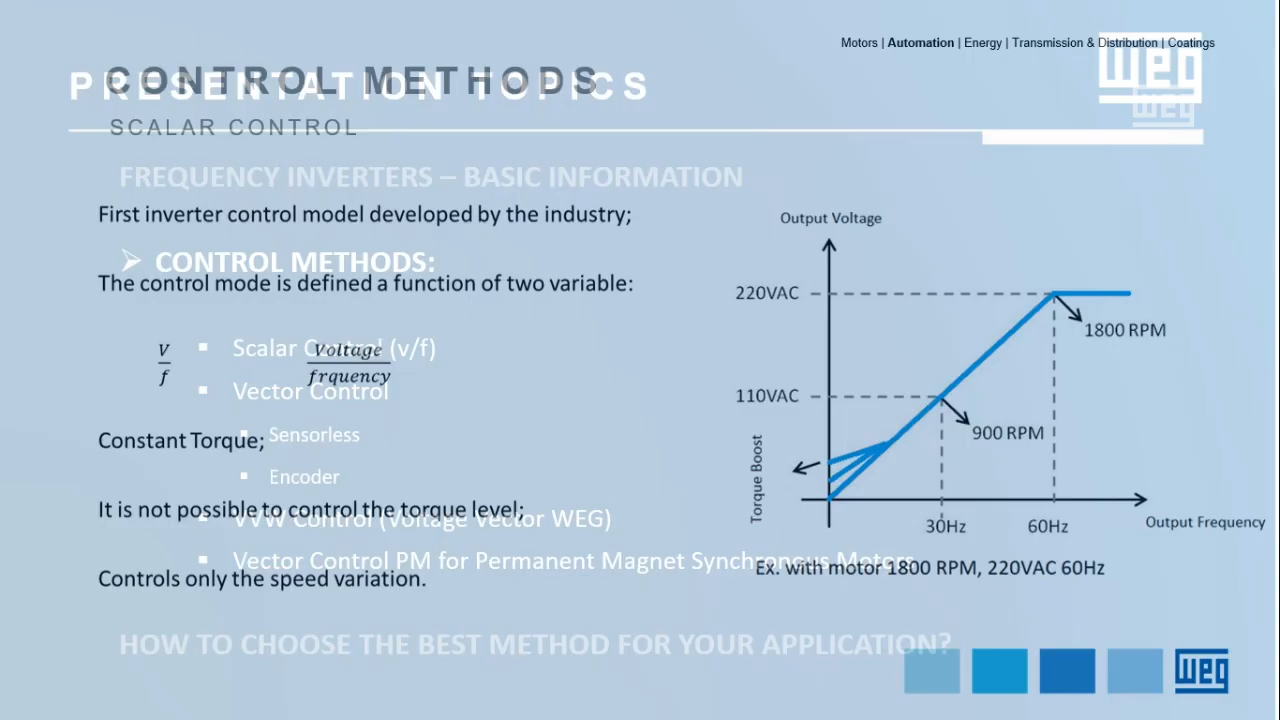 Motors | Automation | Energy | Transmission & Distribution | Coatings
weg
weg
CONTROL METHODS
PRESENTATION TOPICS
SCALAR CONTROL
FREQUENCY INVERTERS – BASIC INFORMATION
First inverter control model developed by the industry;
➢ CONTROL METHODS:
The control mode is defined a function of two variable:
▪ Scalar Control (v/f)
V
f
Voltage
frquency
▪ Vector Control
▪ Sensorless
Constant Torque;
▪ Encoder
It is not possible to control the torque level;
▪ VVW Control (Voltage Vector WEG)
▪ Vector Control PM for Permanent Magnet Synchronous Motors
Controls only the speed variation.
HOW TO CHOOSE THE BEST METHOD FOR YOUR APPLICATION?
Output Voltage
220VAC
1800 RPM
110VAC
900 RPM
Torque Boost
30Hz
60Hz
Output Frequency
Ex. with motor 1800 RPM, 220VAC 60Hz
weg